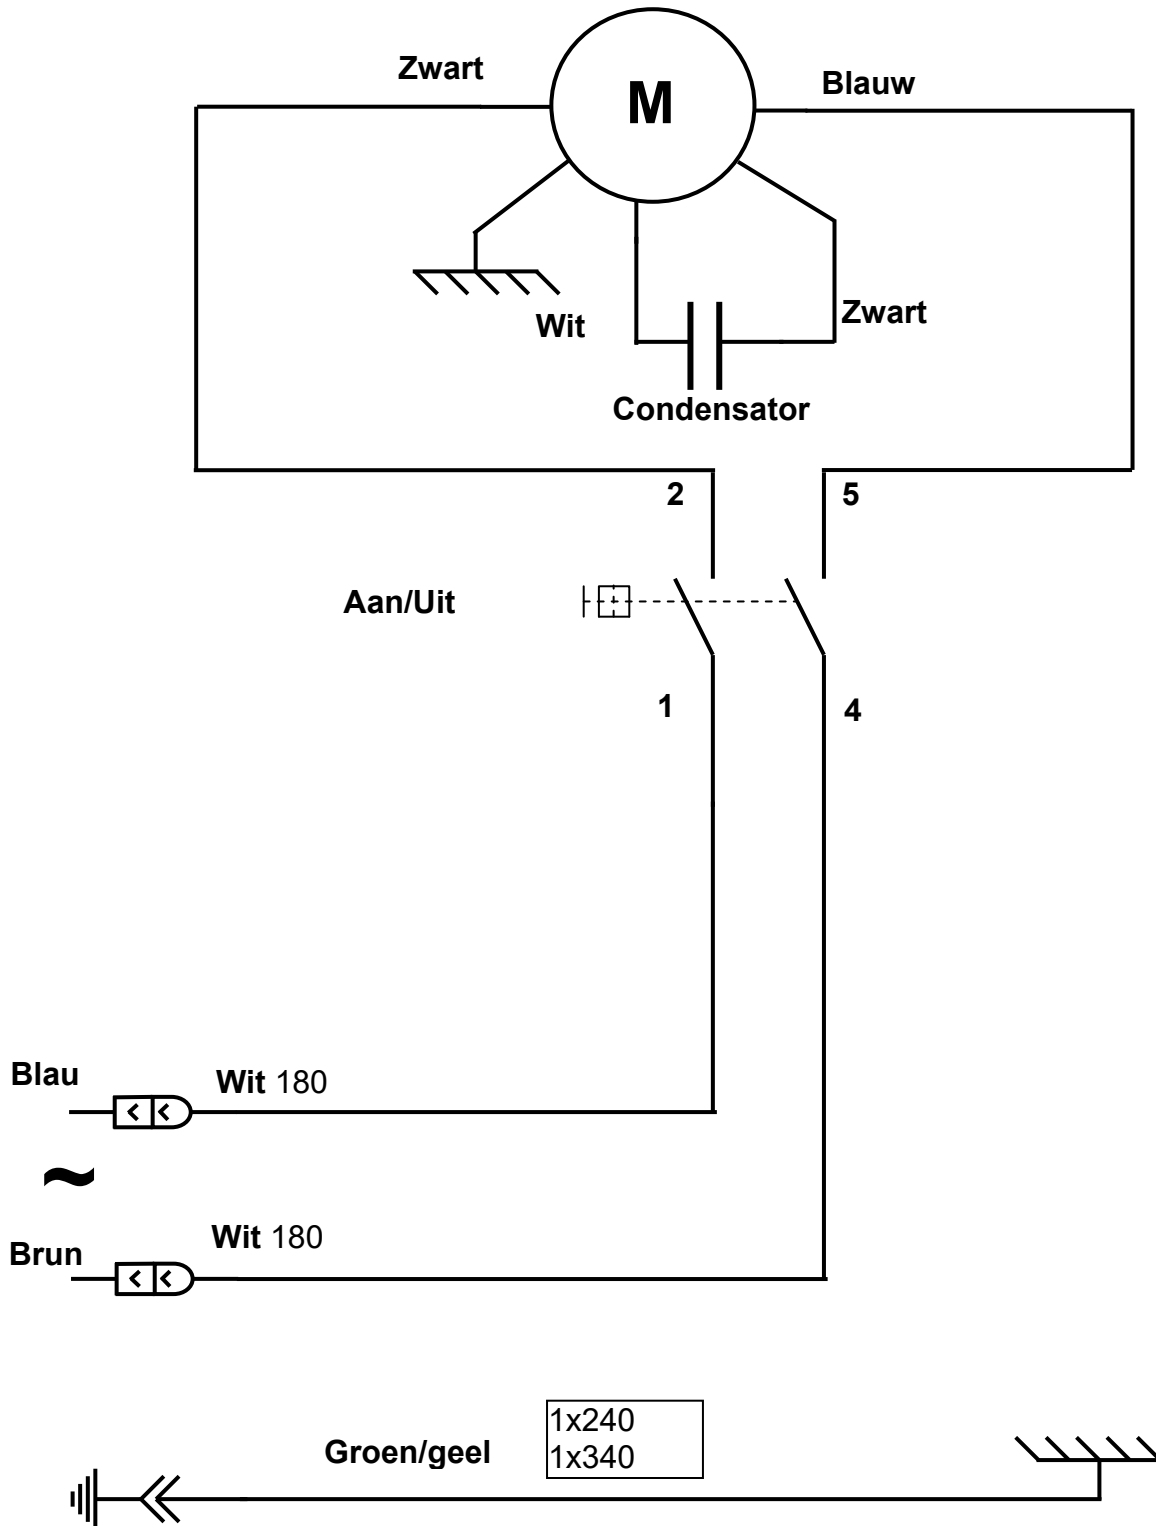 Zwart
M
Blauw
Wit
Zwart
Condensator
2
5
Aan/Uit
1
4
Blau
Wit 180
~
Brun
Wit 180
Groen/geel
1x240
1x340